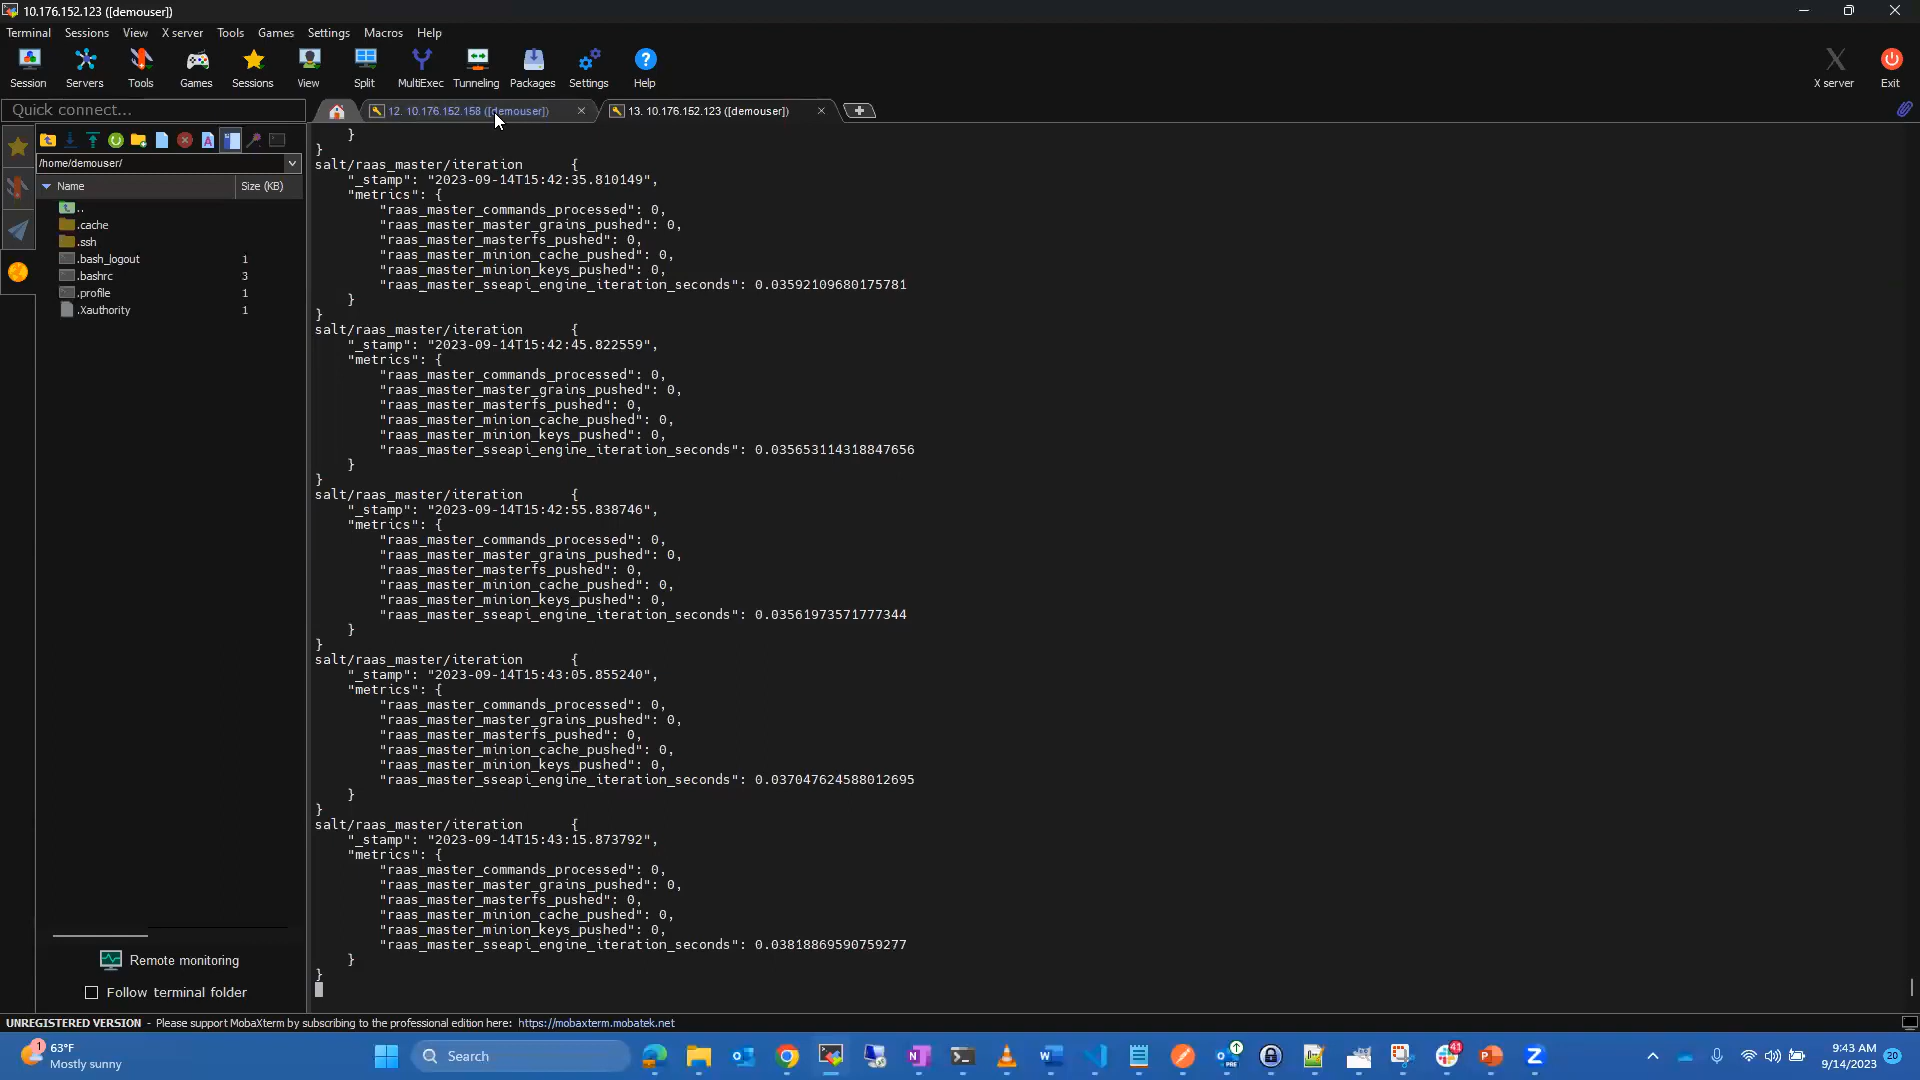 10.176.152.123 ([demouser])
Terminal Sessions View X server Tools Games Settings Macros Help
Session Servers Tools Games Sessions View Split MultiExec Tunneling Packages Settings Help X server Exit
Quick connect...
12. 10.176.152.158 ([demouser])
13. 10.176.152.123 ([demouser])
/home/demouser/
Name Size (KB)
..
.cache
.ssh
.bash_logout 1
.bashrc 3
.profile 1
.Xauthority 1
Remote monitoring
Follow terminal folder
}
}
salt/raas_master/iteration {
"_stamp": "2023-09-14T15:42:35.810149",
"metrics": {
"raas_master_commands_processed": 0,
"raas_master_master_grains_pushed": 0,
"raas_master_masterfs_pushed": 0,
"raas_master_minion_cache_pushed": 0,
"raas_master_minion_keys_pushed": 0,
"raas_master_sseapi_engine_iteration_seconds": 0.03592109680175781
}
}
salt/raas_master/iteration {
"_stamp": "2023-09-14T15:42:45.822559",
"metrics": {
"raas_master_commands_processed": 0,
"raas_master_master_grains_pushed": 0,
"raas_master_masterfs_pushed": 0,
"raas_master_minion_cache_pushed": 0,
"raas_master_minion_keys_pushed": 0,
"raas_master_sseapi_engine_iteration_seconds": 0.035653114318847656
}
}
salt/raas_master/iteration {
"_stamp": "2023-09-14T15:42:55.838746",
"metrics": {
"raas_master_commands_processed": 0,
"raas_master_master_grains_pushed": 0,
"raas_master_masterfs_pushed": 0,
"raas_master_minion_cache_pushed": 0,
"raas_master_minion_keys_pushed": 0,
"raas_master_sseapi_engine_iteration_seconds": 0.03561973571777344
}
}
salt/raas_master/iteration {
"_stamp": "2023-09-14T15:43:05.855240",
"metrics": {
"raas_master_commands_processed": 0,
"raas_master_master_grains_pushed": 0,
"raas_master_masterfs_pushed": 0,
"raas_master_minion_cache_pushed": 0,
"raas_master_minion_keys_pushed": 0,
"raas_master_sseapi_engine_iteration_seconds": 0.037047624588012695
}
}
salt/raas_master/iteration {
"_stamp": "2023-09-14T15:43:15.873792",
"metrics": {
"raas_master_commands_processed": 0,
"raas_master_master_grains_pushed": 0,
"raas_master_masterfs_pushed": 0,
"raas_master_minion_cache_pushed": 0,
"raas_master_minion_keys_pushed": 0,
"raas_master_sseapi_engine_iteration_seconds": 0.03818869590759277
}
}
UNREGISTERED VERSION - Please support MobaXterm by subscribing to the professional edition here: https://mobaxterm.mobatek.net
1
63°F
Mostly sunny
Search
PRE
41
9:43 AM
9/14/2023
20